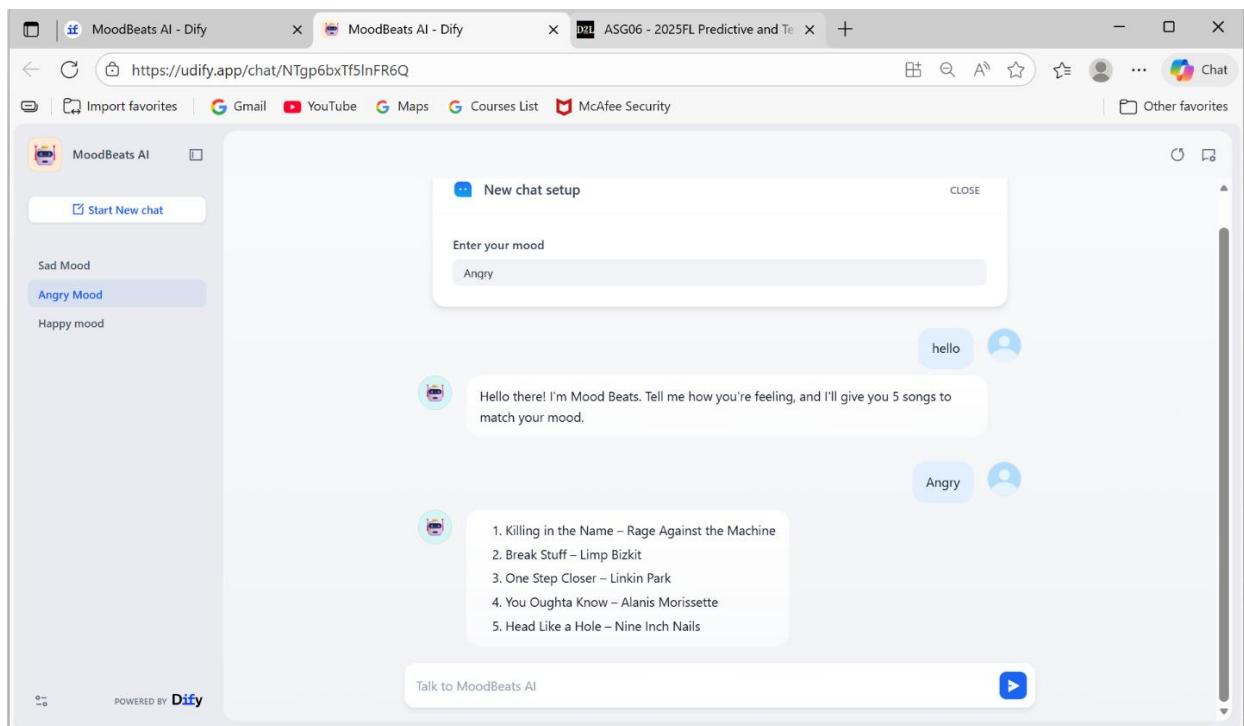 MoodBeats AI - Dify
MoodBeats AI - Dify
D2L ASG06 - 2025FL Predictive and Te
https://udify.app/chat/NTgp6bxTf5lnFR6Q
Chat
Import favorites
Gmail
YouTube
Maps
Courses List
McAfee Security
Other favorites
MoodBeats AI
Start New chat
Sad Mood
Angry Mood
Happy mood
POWERED BY Dify
New chat setup
CLOSE
Enter your mood
Angry
hello
Hello there! I'm Mood Beats. Tell me how you're feeling, and I'll give you 5 songs to
match your mood.
Angry
1. Killing in the Name – Rage Against the Machine
2. Break Stuff – Limp Bizkit
3. One Step Closer – Linkin Park
4. You Oughta Know – Alanis Morissette
5. Head Like a Hole – Nine Inch Nails
Talk to MoodBeats AI